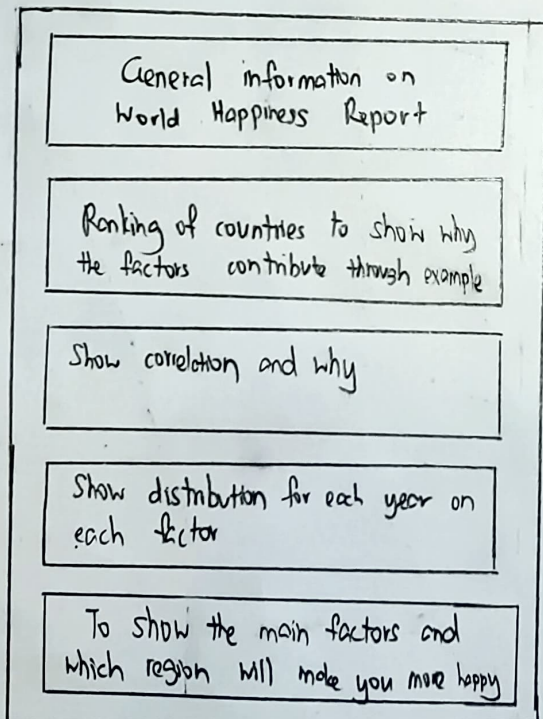 General information on
World Happiness Report
Ranking of countries to show why
the factors contribute through example
Show correlation and why
Show distribution for each year on
each factor
To show the main factors and
which region will make you more happy